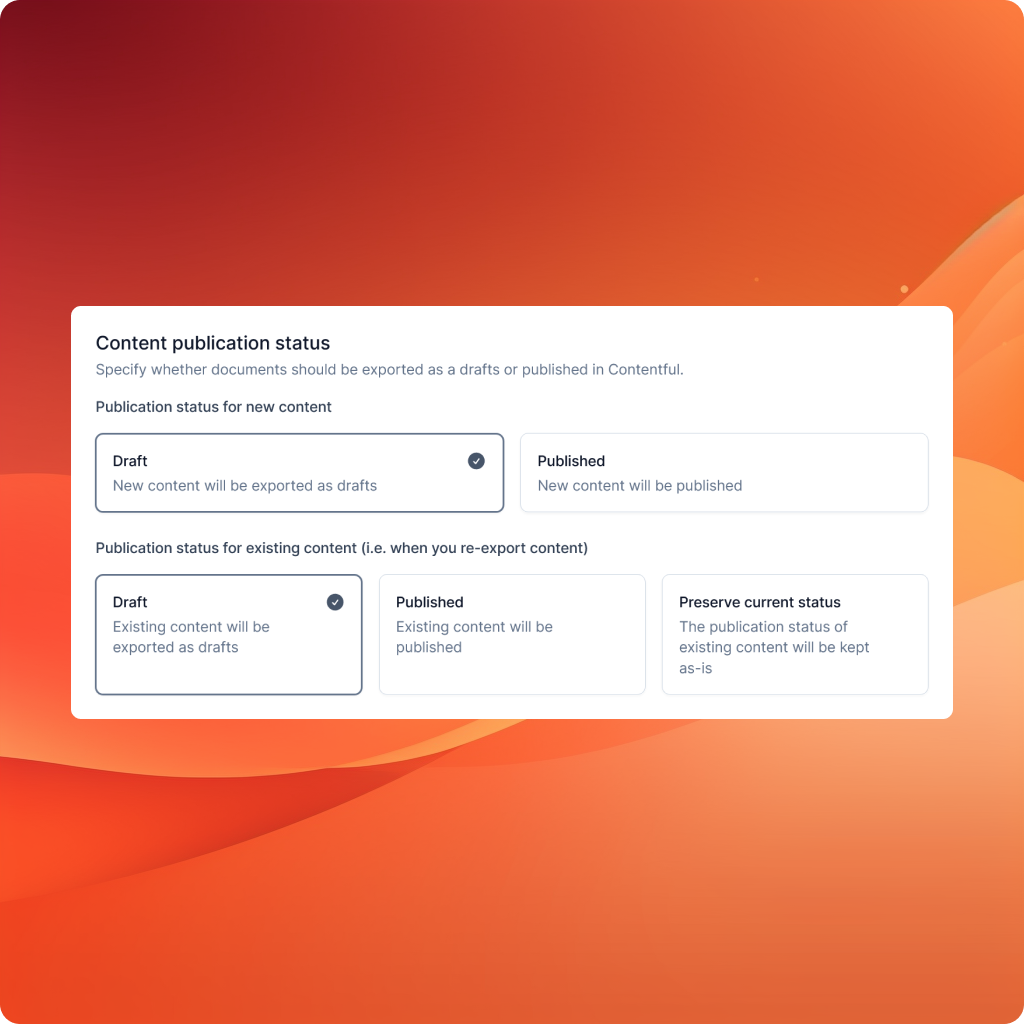 Content publication status
Specify whether documents should be exported as a drafts or published in Contentful.
Publication status for new content
Draft
New content will be exported as drafts
Published
New content will be published
Publication status for existing content (i.e. when you re-export content)
Draft
Existing content will be
exported as drafts
Published
Existing content will be
published
Preserve current status
The publication status of
existing content will be kept
as-is